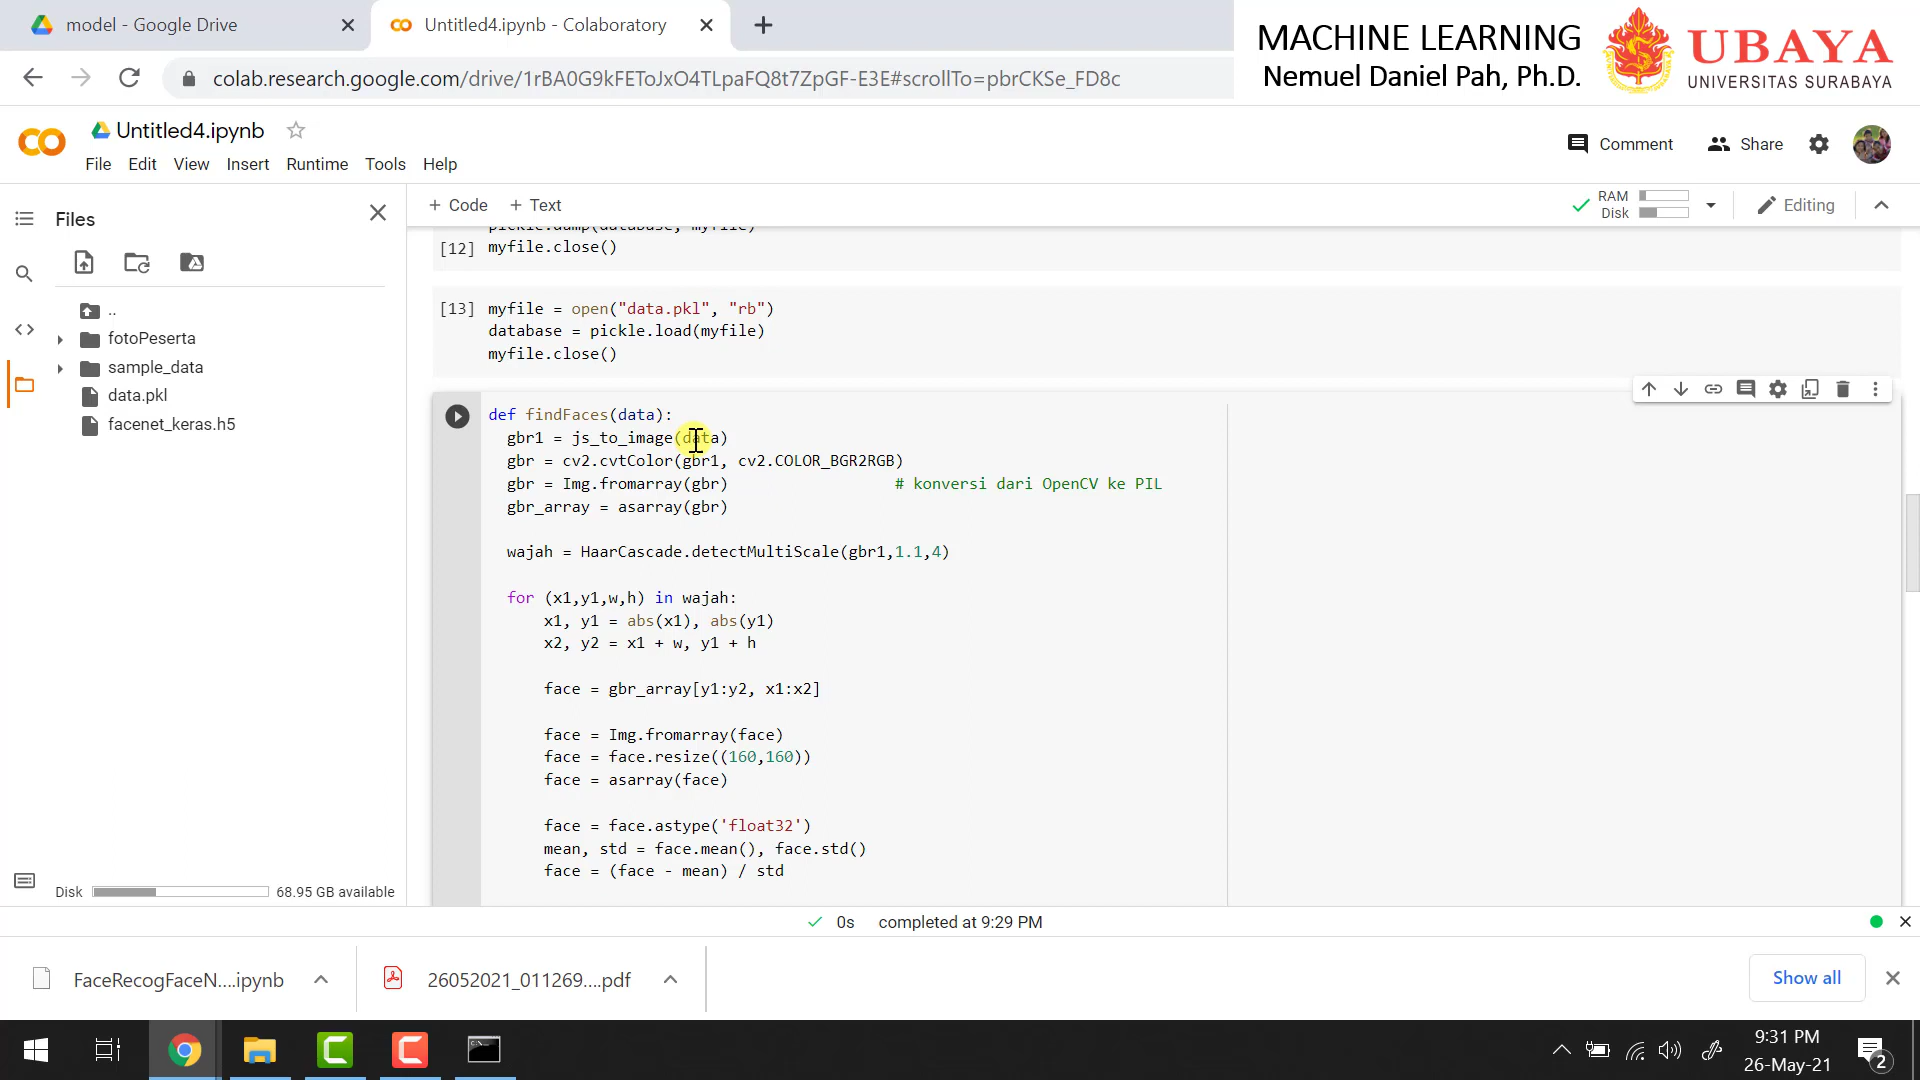 model - Google Drive
Untitled4.ipynb - Colaboratory
MACHINE LEARNING
Nemuel Daniel Pah, Ph.D.
UBAYA
UNIVERSITAS SURABAYA
colab.research.google.com/drive/1rBA0G9kFEToJxO4TLpaFQ8t7ZpGF-E3E#scrollTo=pbrCKSe_FD8c
Untitled4.ipynb
File Edit View Insert Runtime Tools Help
Comment
Share
Files
+ Code + Text
RAM
Disk
Editing
..
fotoPeserta
sample_data
data.pkl
facenet_keras.h5
Disk 68.95 GB available
pickle.dump(database, myfile)
[12] myfile.close()
[13] myfile = open("data.pkl", "rb")
database = pickle.load(myfile)
myfile.close()
def findFaces(data):
gbr1 = js_to_image(data)
gbr = cv2.cvtColor(gbr1, cv2.COLOR_BGR2RGB)
gbr = Img.fromarray(gbr) # konversi dari OpenCV ke PIL
gbr_array = asarray(gbr)
wajah = HaarCascade.detectMultiScale(gbr1,1.1,4)
for (x1,y1,w,h) in wajah:
x1, y1 = abs(x1), abs(y1)
x2, y2 = x1 + w, y1 + h
face = gbr_array[y1:y2, x1:x2]
face = Img.fromarray(face)
face = face.resize((160,160))
face = asarray(face)
face = face.astype('float32')
mean, std = face.mean(), face.std()
face = (face - mean) / std
0s completed at 9:29 PM
FaceRecogFaceN....ipynb
26052021_011269....pdf
Show all
9:31 PM
26-May-21
2